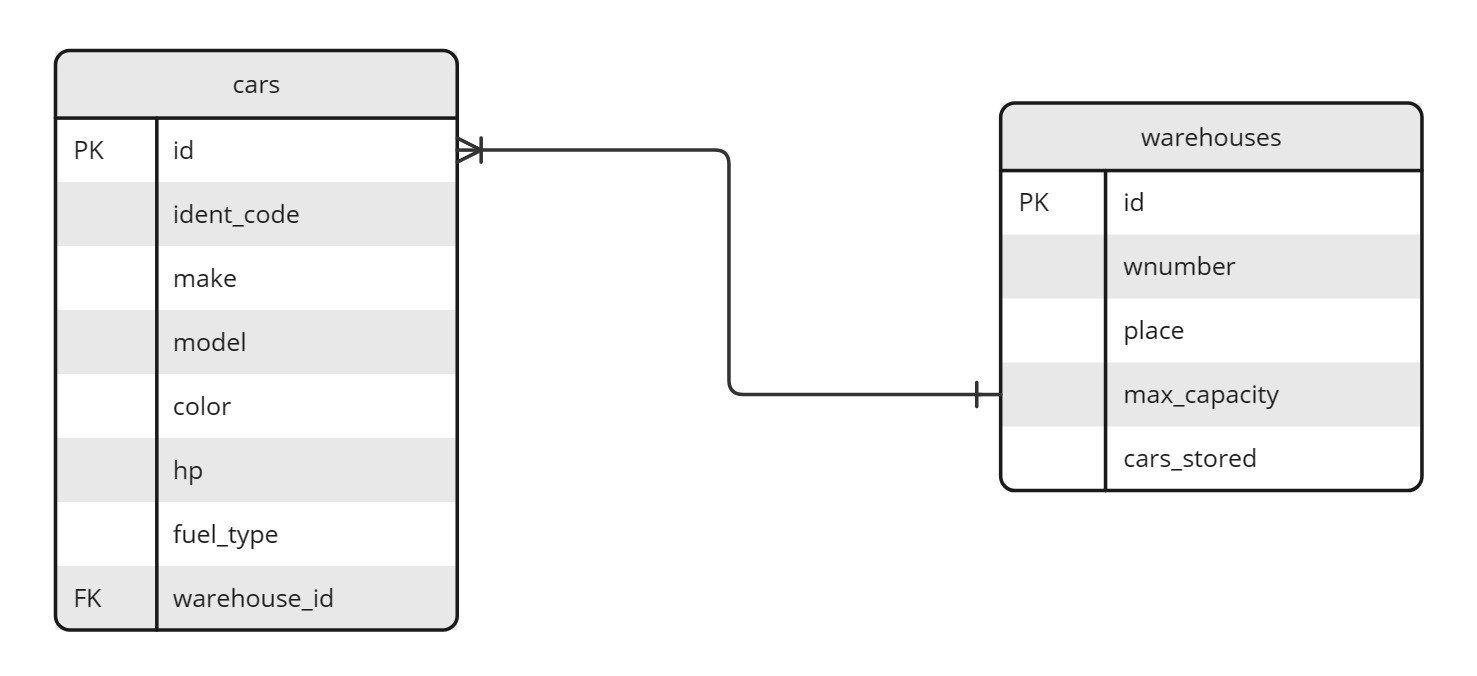 cars
PK id
ident_code
make
model
color
hp
fuel_type
FK warehouse_id
warehouses
PK id
wnumber
place
max_capacity
cars_stored